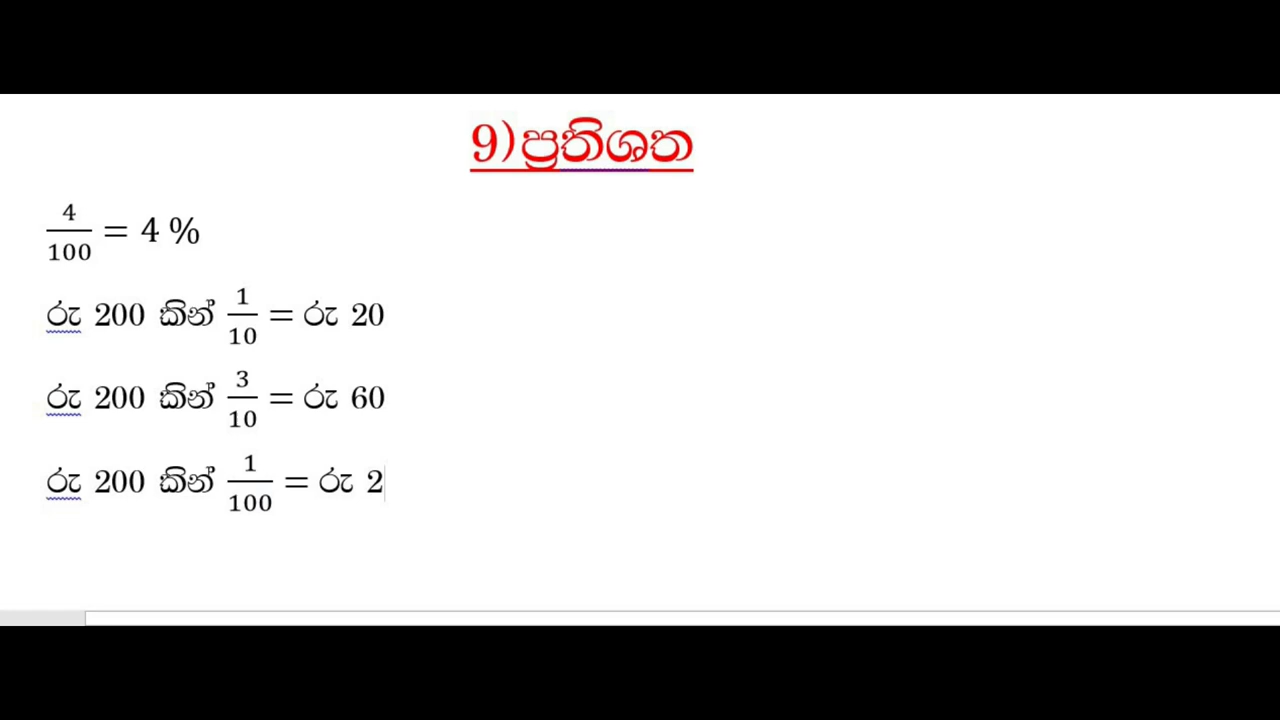 9)ප්‍රතිශත
4/100 = 4 %
රු 200 කින් 1/10 = රු 20
රු 200 කින් 3/10 = රු 60
රු 200 කින් 1/100 = රු 2